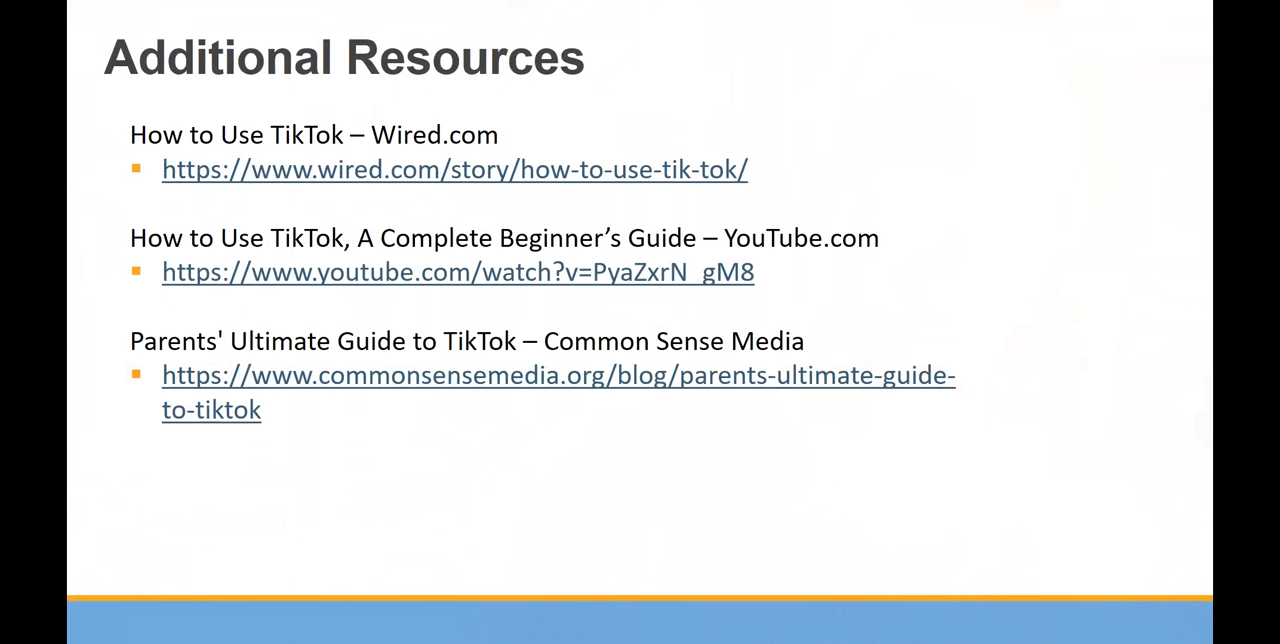 Additional Resources
How to Use TikTok – Wired.com
https://www.wired.com/story/how-to-use-tik-tok/
How to Use TikTok, A Complete Beginner’s Guide – YouTube.com
https://www.youtube.com/watch?v=PyaZxrN_gM8
Parents' Ultimate Guide to TikTok – Common Sense Media
https://www.commonsensemedia.org/blog/parents-ultimate-guide-
to-tiktok